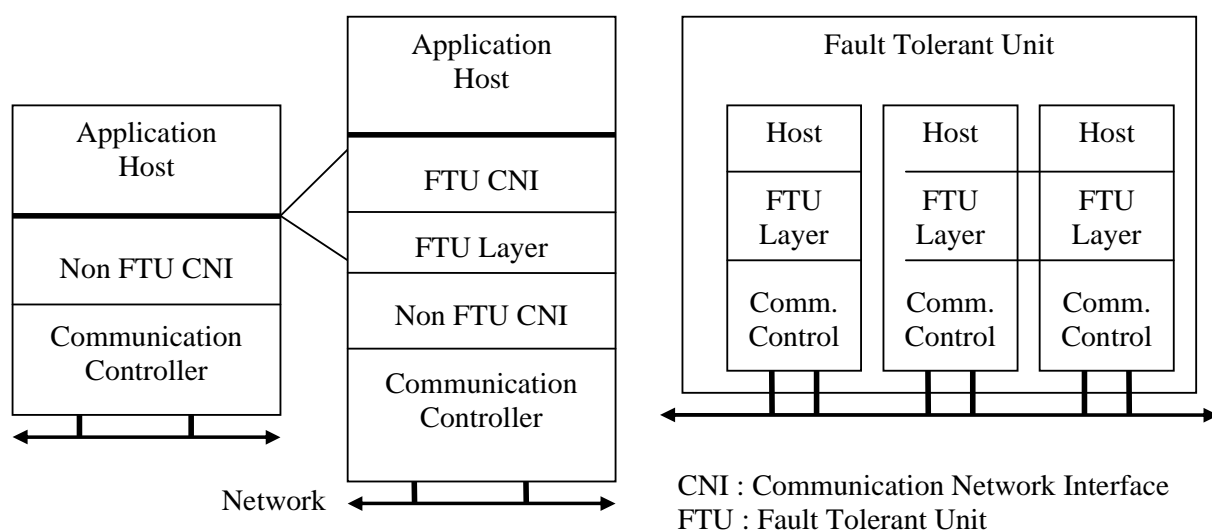 Application
Host
Non FTU CNI
Communication
Controller
Application
Host
FTU CNI
FTU Layer
Non FTU CNI
Communication
Controller
Network
Fault Tolerant Unit
Host
FTU
Layer
Comm.
Control
Host
FTU
Layer
Comm.
Control
Host
FTU
Layer
Comm.
Control
CNI : Communication Network Interface
FTU : Fault Tolerant Unit